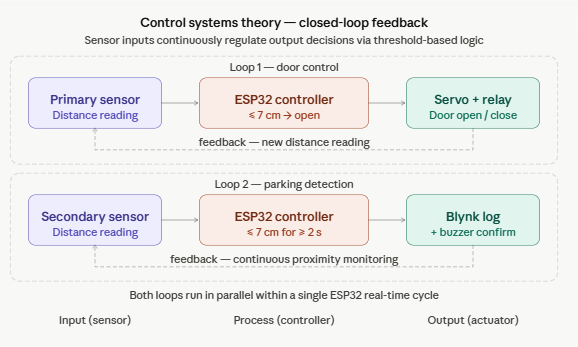 Control systems theory — closed-loop feedback
Sensor inputs continuously regulate output decisions via threshold-based logic
Loop 1 — door control
Primary sensor
Distance reading
ESP32 controller
≤ 7 cm → open
Servo + relay
Door open / close
feedback — new distance reading
Loop 2 — parking detection
Secondary sensor
Distance reading
ESP32 controller
≤ 7 cm for ≥ 2 s
Blynk log
+ buzzer confirm
feedback — continuous proximity monitoring
Both loops run in parallel within a single ESP32 real-time cycle
Input (sensor)
Process (controller)
Output (actuator)